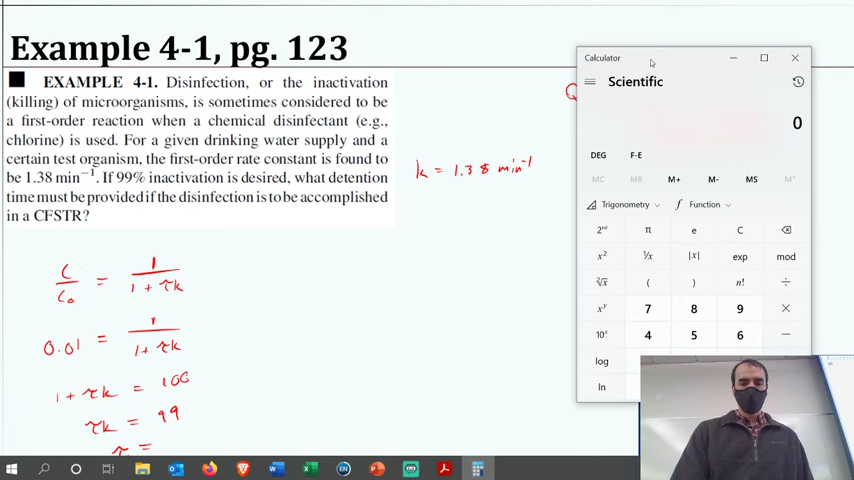 Example 4-1, pg. 123
EXAMPLE 4-1. Disinfection, or the inactivation
(killing) of microorganisms, is sometimes considered to be
a first-order reaction when a chemical disinfectant (e.g.,
chlorine) is used. For a given drinking water supply and a
certain test organism, the first-order rate constant is found to
be 1.38 min⁻¹. If 99% inactivation is desired, what detention
time must be provided if the disinfection is to be accomplished
in a CFSTR?
k = 1.38 min⁻¹
C/C₀ = 1/(1 + τk)
0.01 = 1/(1 + τk)
1 + τk = 100
τk = 99
τ =
Q
Calculator
Scientific
0
DEG F-E
MC MR M+ M- MS M˅
Trigonometry Function
2ⁿᵈ π e C
x² ¹/x |x| exp mod
²√x ( ) n! ÷
xʸ 7 8 9 ×
10ˣ 4 5 6 −
log
ln